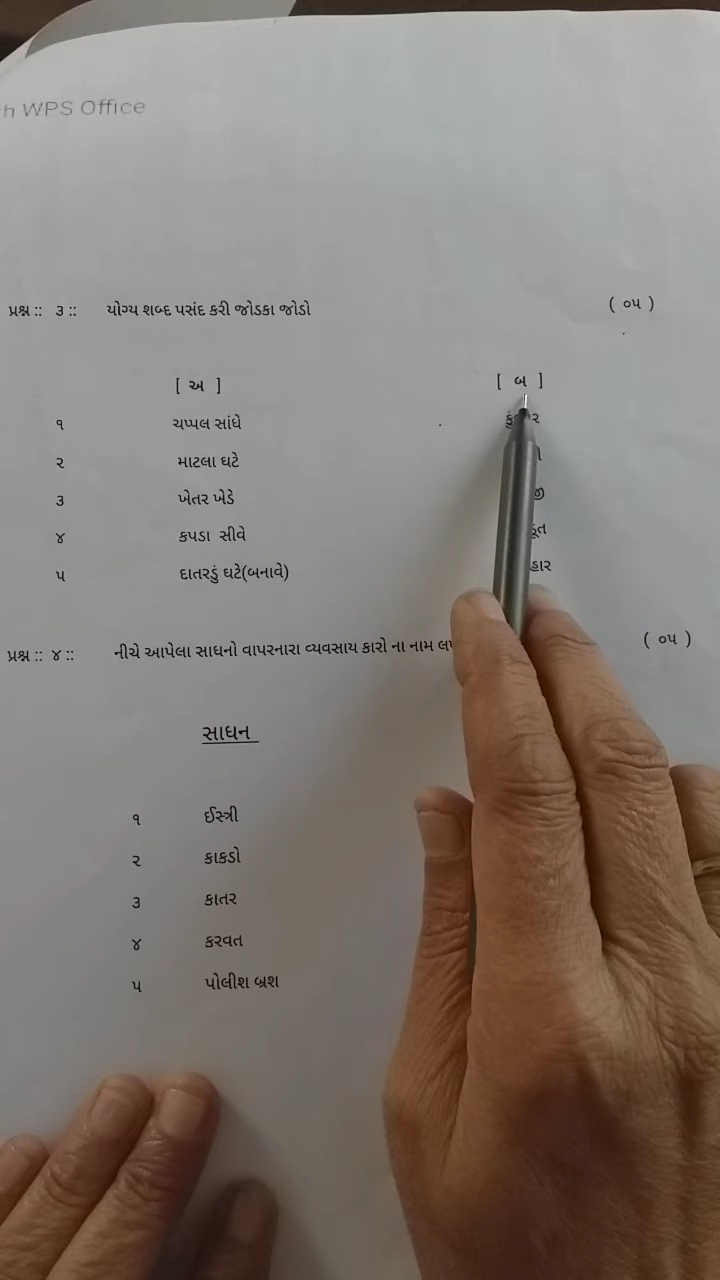 WPS Office
પ્રશ્ન :: ૩ :: યોગ્ય શબ્દ પસંદ કરી જોડકા જોડો ( ૦૫ )
[ અ ] [ બ ]
૧ ચપ્પલ સાંધે
૨ માટલા ઘટે
૩ ખેતર ખેડે
૪ કપડા સીવે
૫ દાતરડું ઘટે(બનાવે)
પ્રશ્ન :: ૪ :: નીચે આપેલા સાધનો વાપરનારા વ્યવસાય કારો ના નામ ( ૦૫ )
સાધન
૧ ઈસ્ત્રી
૨ કાકડો
૩ કાતર
૪ કરવત
૫ પોલીશ બ્રશ